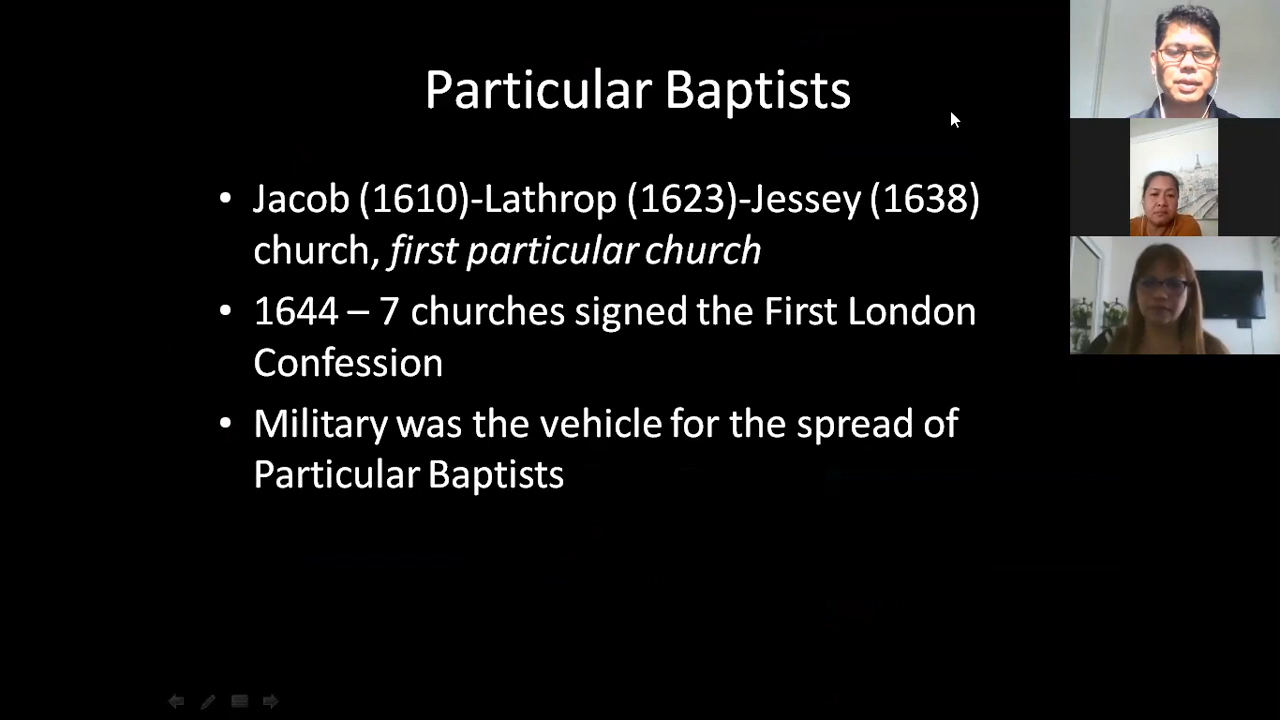 Particular Baptists
• Jacob (1610)-Lathrop (1623)-Jessey (1638)
church, first particular church
• 1644 – 7 churches signed the First London
Confession
• Military was the vehicle for the spread of
Particular Baptists